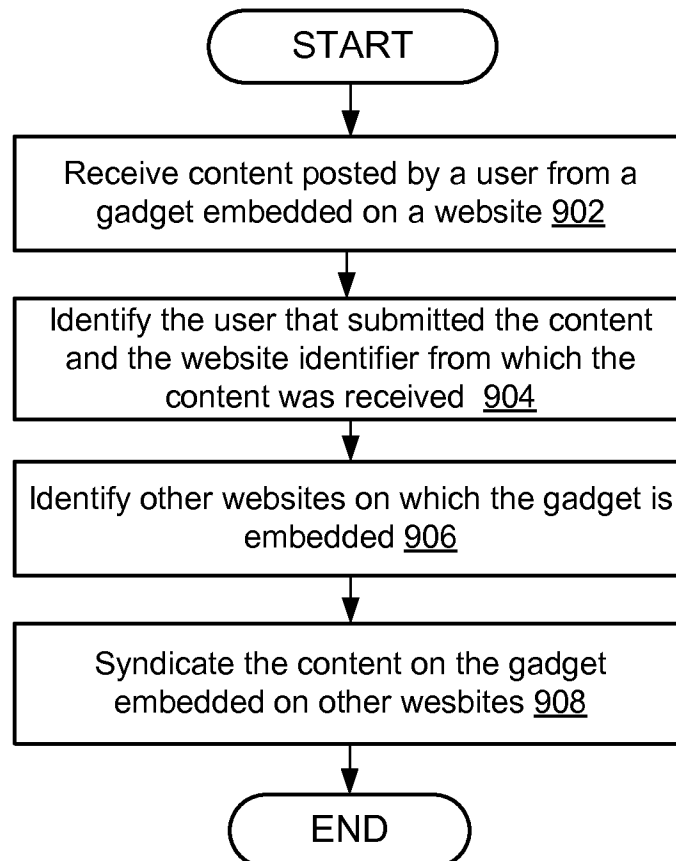 START
Receive content posted by a user from a
gadget embedded on a website 902
Identify the user that submitted the content
and the website identifier from which the
content was received 904
Identify other websites on which the gadget is
embedded 906
Syndicate the content on the gadget
embedded on other wesbites 908
END